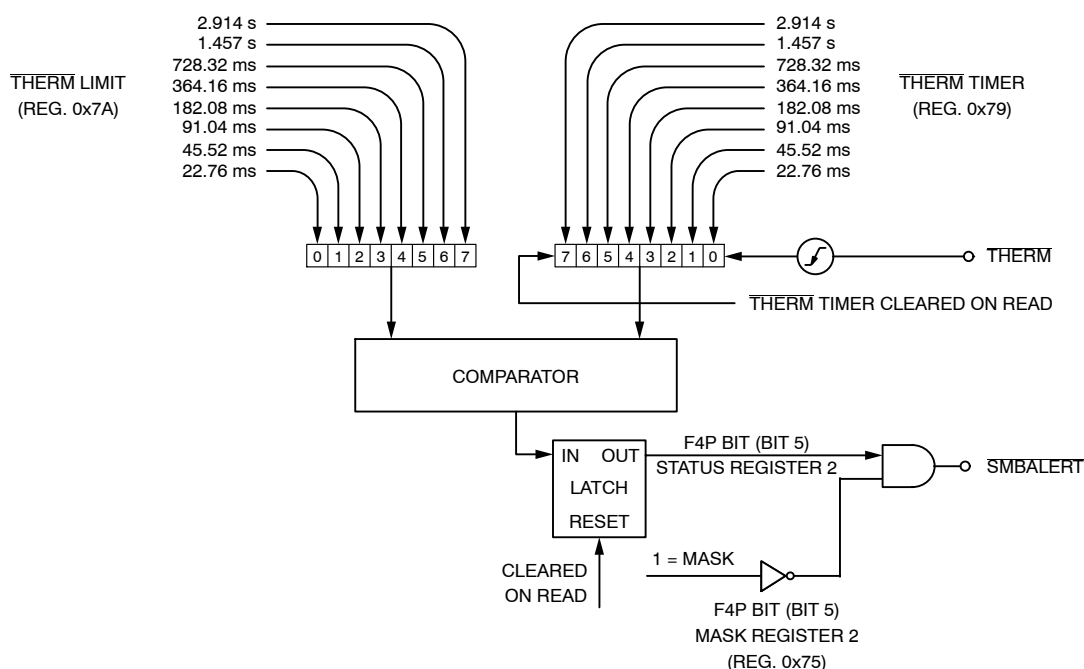 2.914 s
1.457 s
728.32 ms
364.16 ms
182.08 ms
91.04 ms
45.52 ms
22.76 ms
THERM LIMIT
(REG. 0x7A)
2.914 s
1.457 s
728.32 ms
364.16 ms
182.08 ms
91.04 ms
45.52 ms
22.76 ms
THERM TIMER
(REG. 0x79)
0 1 2 3 4 5 6 7
7 6 5 4 3 2 1 0
THERM
THERM TIMER CLEARED ON READ
COMPARATOR
IN OUT
LATCH
RESET
F4P BIT (BIT 5)
STATUS REGISTER 2
SMBALERT
CLEARED
ON READ
1 = MASK
F4P BIT (BIT 5)
MASK REGISTER 2
(REG. 0x75)